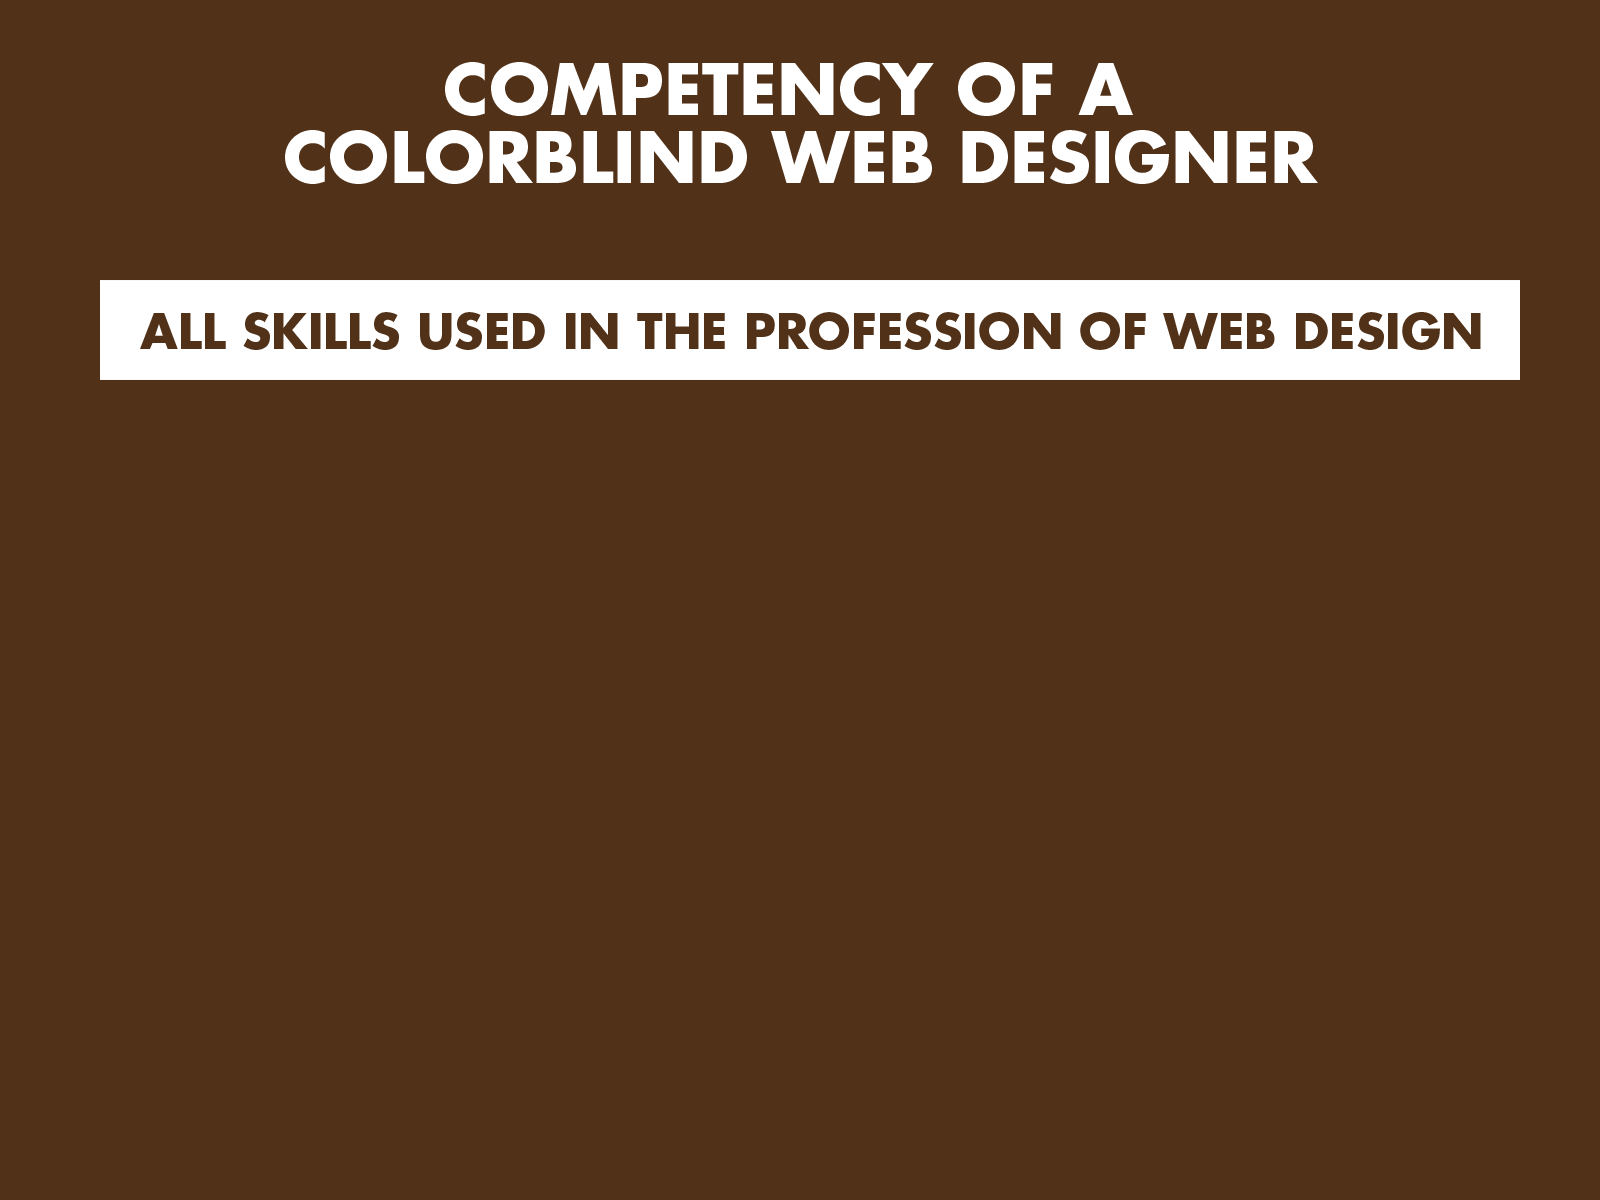 COMPETENCY OF A
COLORBLIND WEB DESIGNER
ALL SKILLS USED IN THE PROFESSION OF WEB DESIGN